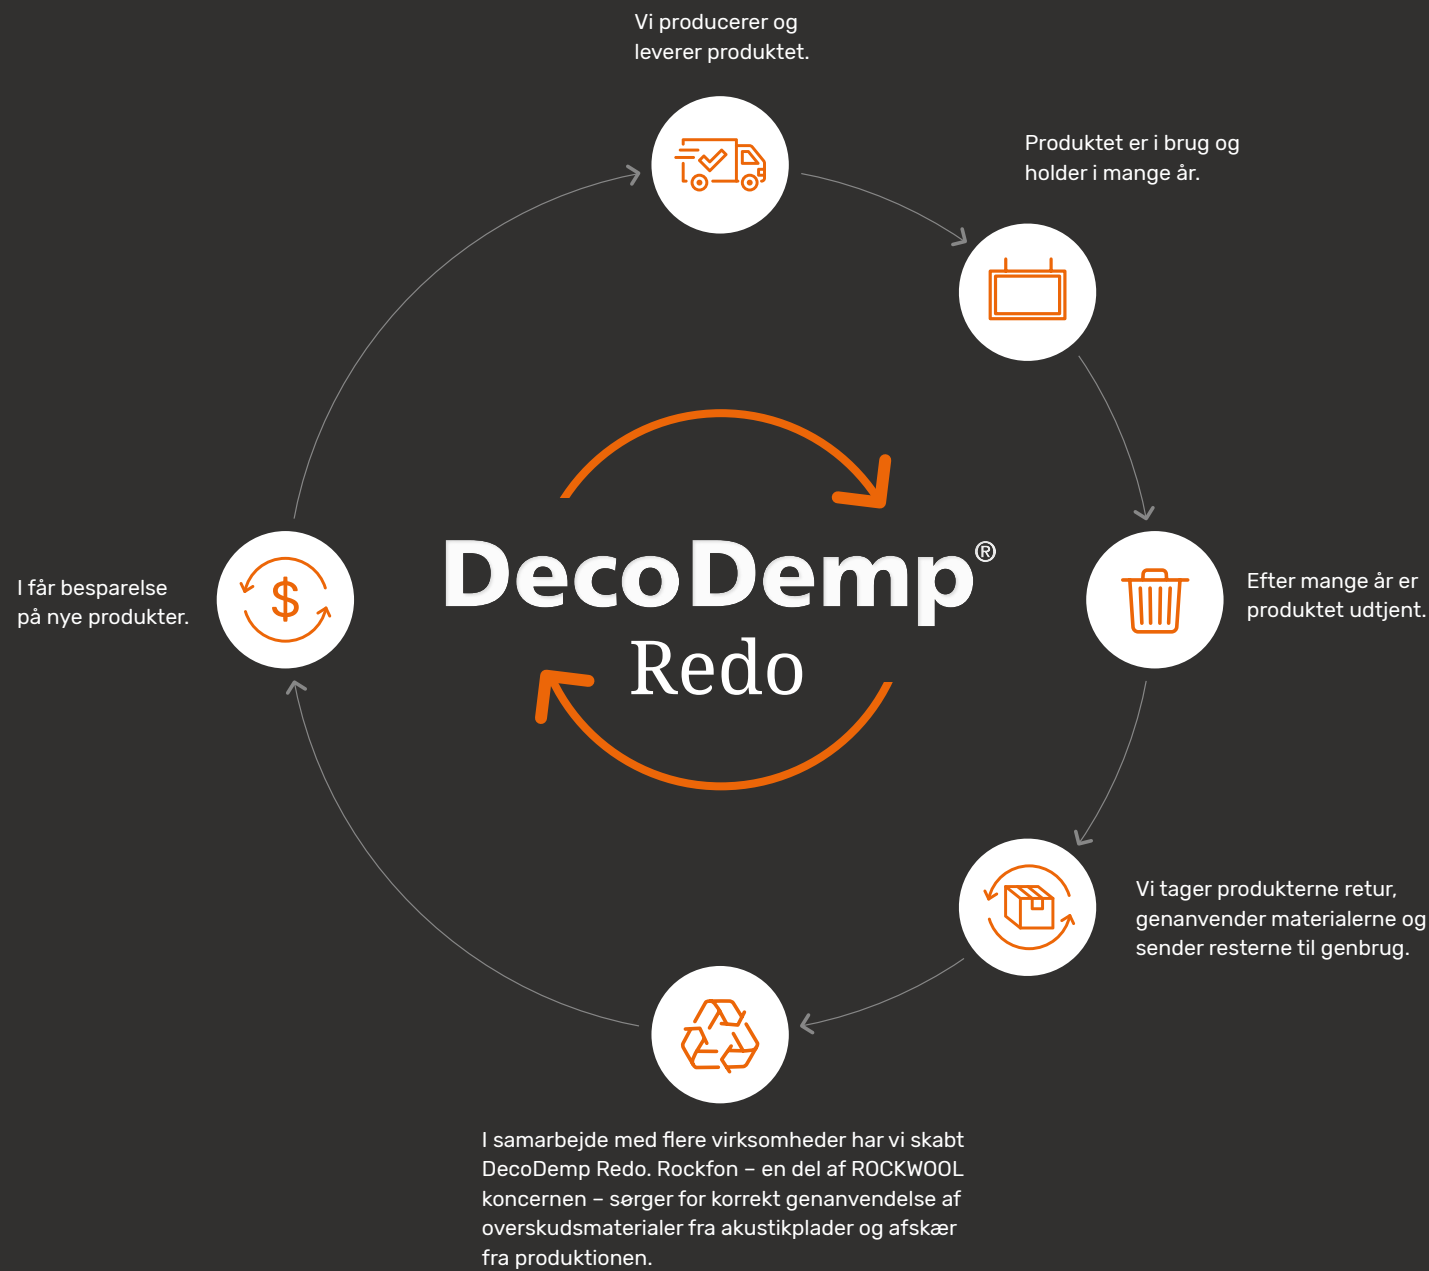 Vi producerer og
leverer produktet.
Produktet er i brug og
holder i mange år.
Efter mange år er
produktet udtjent.
Vi tager produkterne retur,
genanvender materialerne og
sender resterne til genbrug.
I samarbejde med flere virksomheder har vi skabt
DecoDemp Redo. Rockfon – en del af ROCKWOOL
koncernen – sørger for korrekt genanvendelse af
overskudsmaterialer fra akustikplader og afskær
fra produktionen.
I får besparelse
på nye produkter.
$
DecoDemp®
Redo